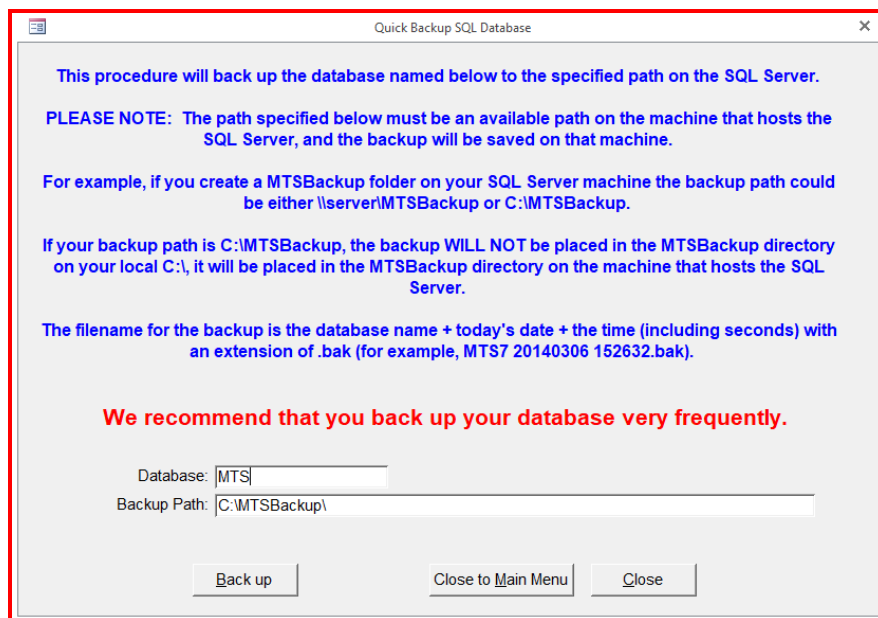 Quick Backup SQL Database
This procedure will back up the database named below to the specified path on the SQL Server.
PLEASE NOTE:  The path specified below must be an available path on the machine that hosts the
SQL Server, and the backup will be saved on that machine.
For example, if you create a MTSBackup folder on your SQL Server machine the backup path could
be either \\server\MTSBackup or C:\MTSBackup.
If your backup path is C:\MTSBackup, the backup WILL NOT be placed in the MTSBackup directory
on your local C:\, it will be placed in the MTSBackup directory on the machine that hosts the SQL
Server.
The filename for the backup is the database name + today's date + the time (including seconds) with
an extension of .bak (for example, MTS7 20140306 152632.bak).
We recommend that you back up your database very frequently.
Database: MTS
Backup Path: C:\MTSBackup\
Back up Close to Main Menu Close